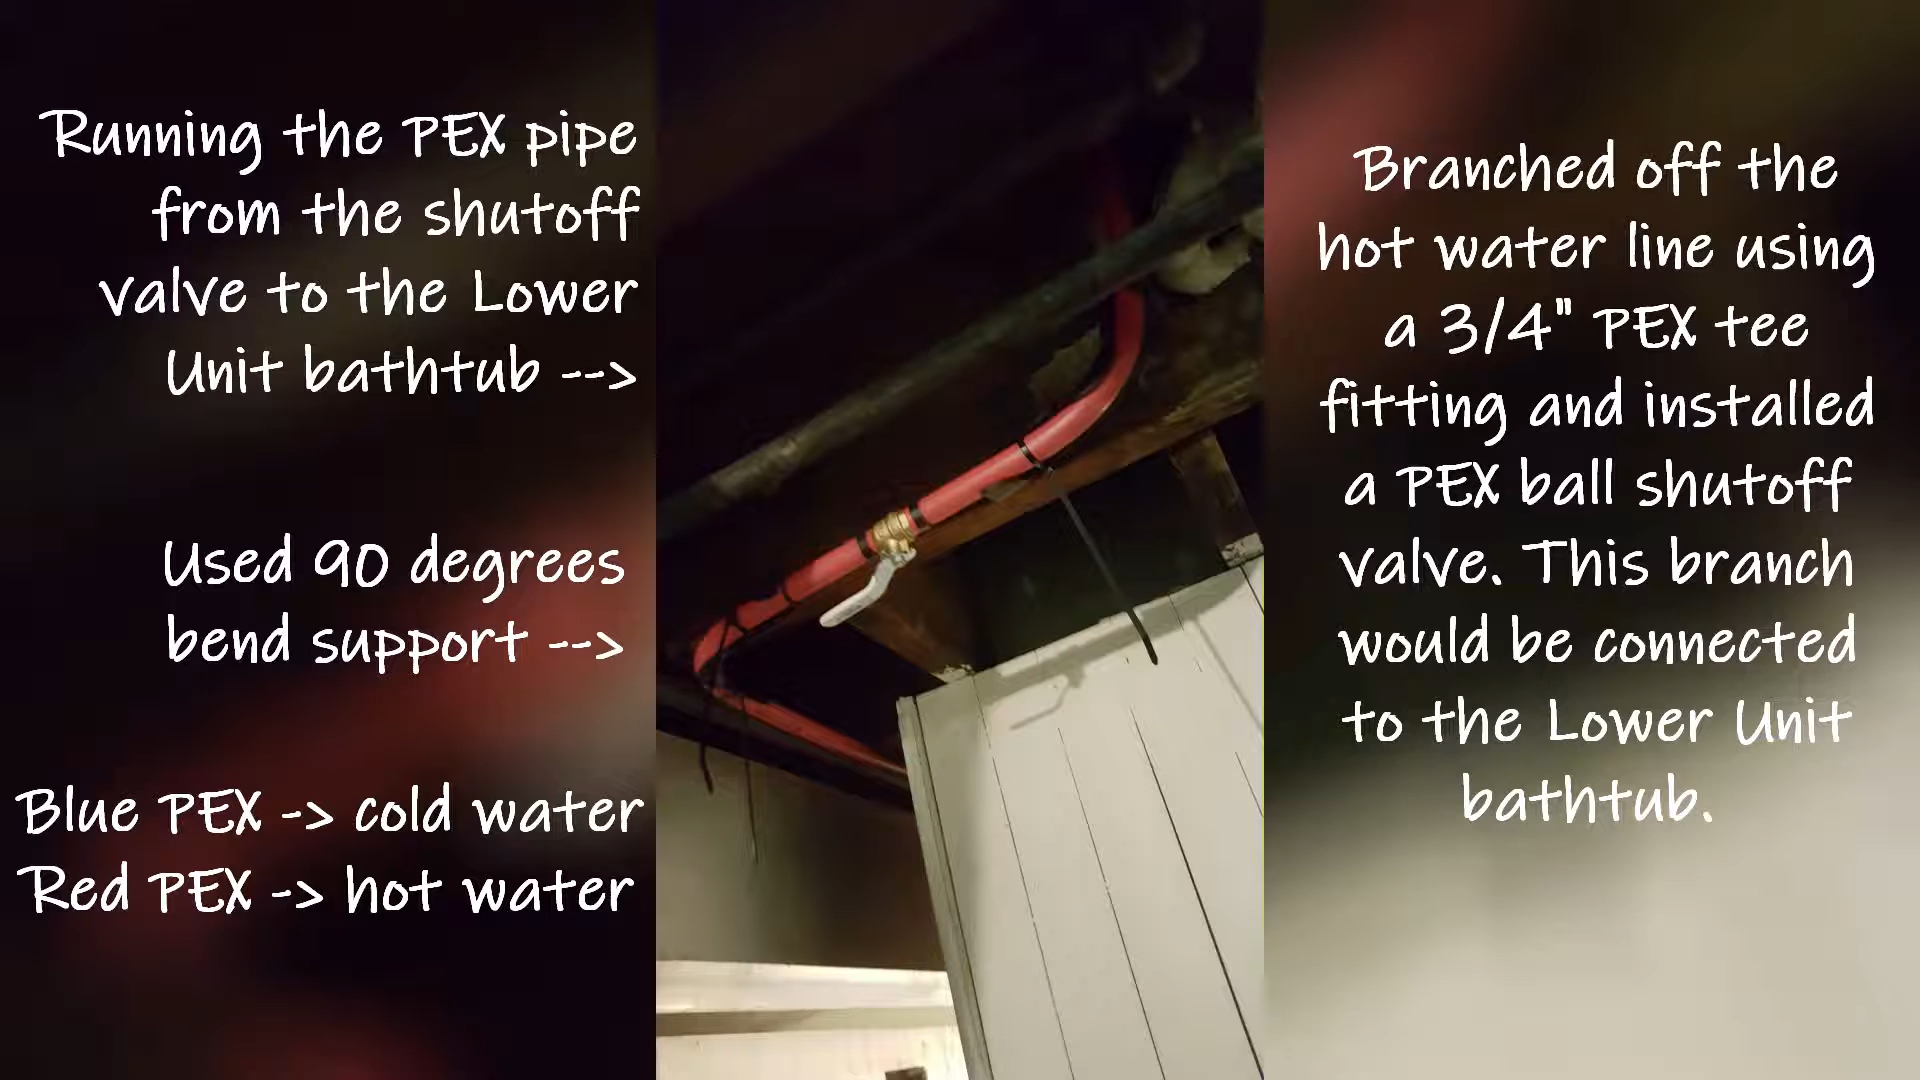 Running the PEX pipe
from the shutoff
valve to the Lower
Unit bathtub -->
Used 90 degrees
bend support -->
Blue PEX -> cold water
Red PEX -> hot water
Branched off the
hot water line using
a 3/4" PEX tee
fitting and installed
a PEX ball shutoff
valve. This branch
would be connected
to the Lower Unit
bathtub.